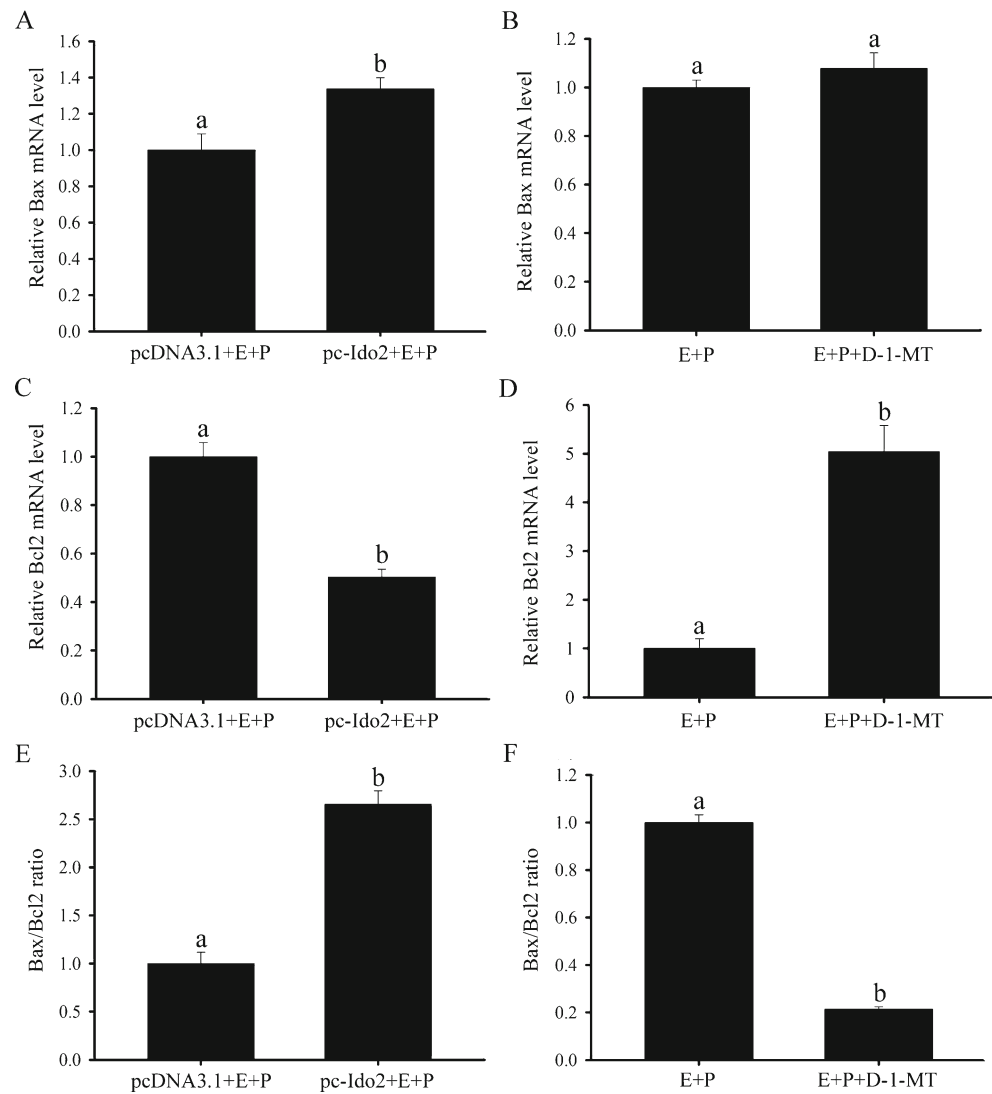 A
Relative Bax mRNA level
1.6
1.4
1.2
1.0
0.8
0.6
0.4
0.2
0.0
a
b
pcDNA3.1+E+P
pc-Ido2+E+P
B
Relative Bax mRNA level
1.2
1.0
0.8
0.6
0.4
0.2
0.0
a
a
E+P
E+P+D-1-MT
C
Relative Bcl2 mRNA level
1.2
1.0
0.8
0.6
0.4
0.2
0.0
a
b
pcDNA3.1+E+P
pc-Ido2+E+P
D
Relative Bcl2 mRNA level
6
5
4
3
2
1
0
a
b
E+P
E+P+D-1-MT
E
Bax/Bcl2 ratio
3.0
2.5
2.0
1.5
1.0
0.5
0.0
a
b
pcDNA3.1+E+P
pc-Ido2+E+P
F
Bax/Bcl2 ratio
1.2
1.0
0.8
0.6
0.4
0.2
0.0
a
b
E+P
E+P+D-1-MT